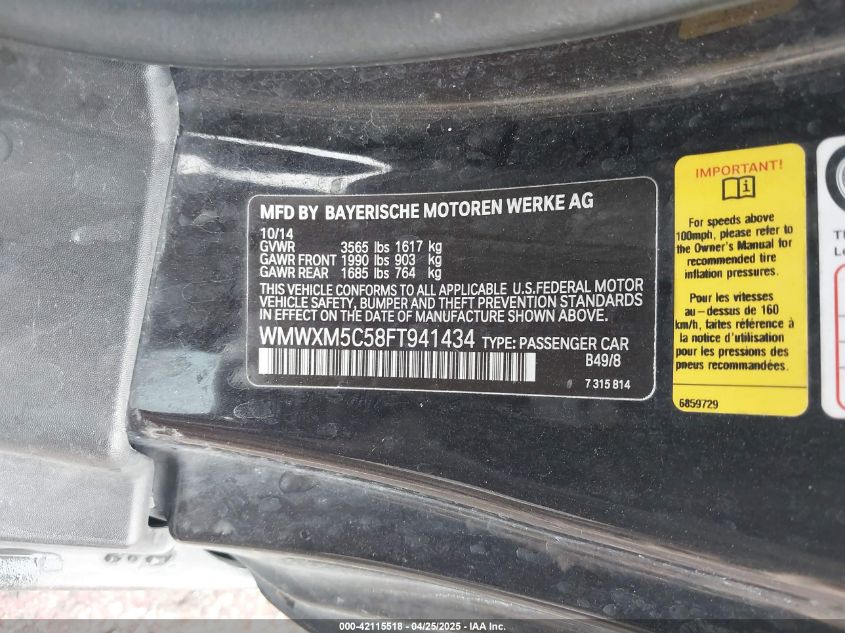 MFD BY BAYERISCHE MOTOREN WERKE AG
10/14
GVWR 3565 lbs 1617 kg
GAWR FRONT 1990 lbs 903 kg
GAWR REAR 1685 lbs 764 kg
THIS VEHICLE CONFORMS TO ALL APPLICABLE U.S.FEDERAL MOTOR
VEHICLE SAFETY, BUMPER AND THEFT PREVENTION STANDARDS
IN EFFECT ON DATE OF MANUFACTURE SHOWN ABOVE.
WMWXM5C58FT941434 TYPE: PASSENGER CAR
B49/8
7 315 814
IMPORTANT!
For speeds above
100mph, please refer to
the Owner's Manual for
recommended tire
inflation pressures.
Pour les vitesses
au-dessus de 160
km/h, faites référence à
la notice d'utilisation
pour les pressions des
pneus recommandées.
6859729
000-42115518 - 04/25/2025 - IAA Inc.